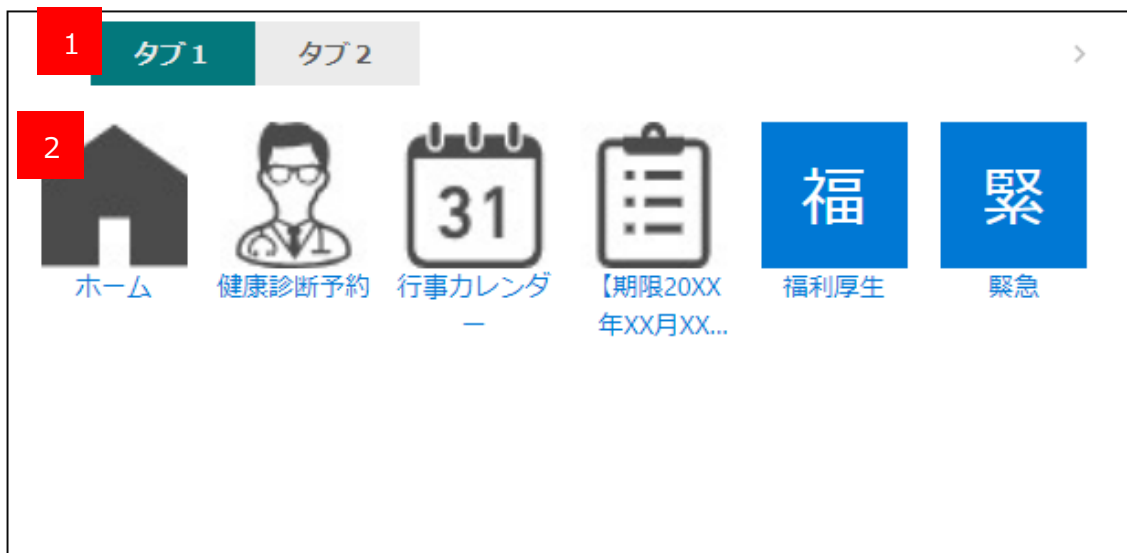 1
タブ1
タブ2
2
31
福
緊
ホーム
健康診断予約
行事カレンダ
ー
【期限20XX
年XX月XX...
福利厚生
緊急